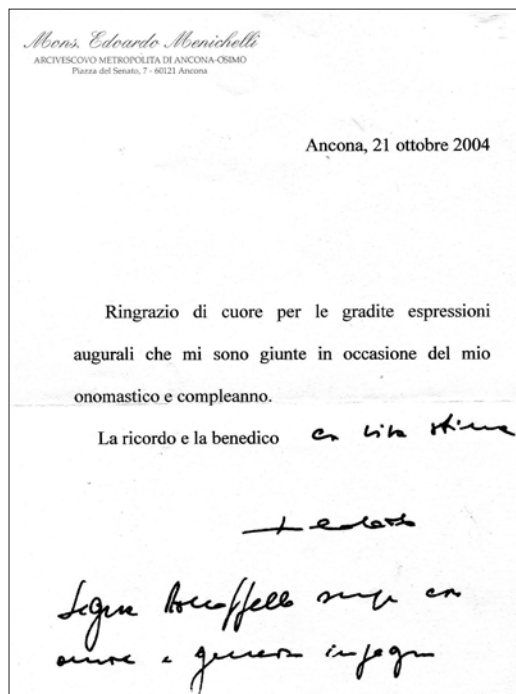 Mons. Edoardo Menichelli
ARCIVESCOVO METROPOLITA DI ANCONA-OSIMO
Piazza del Senato, 7 - 60121 Ancona
Ancona, 21 ottobre 2004
Ringrazio di cuore per le gradite espressioni
augurali che mi sono giunte in occasione del mio
onomastico e compleanno.
La ricordo e la benedico con viva stima
+ Edoardo
con
amore e generoso impegno